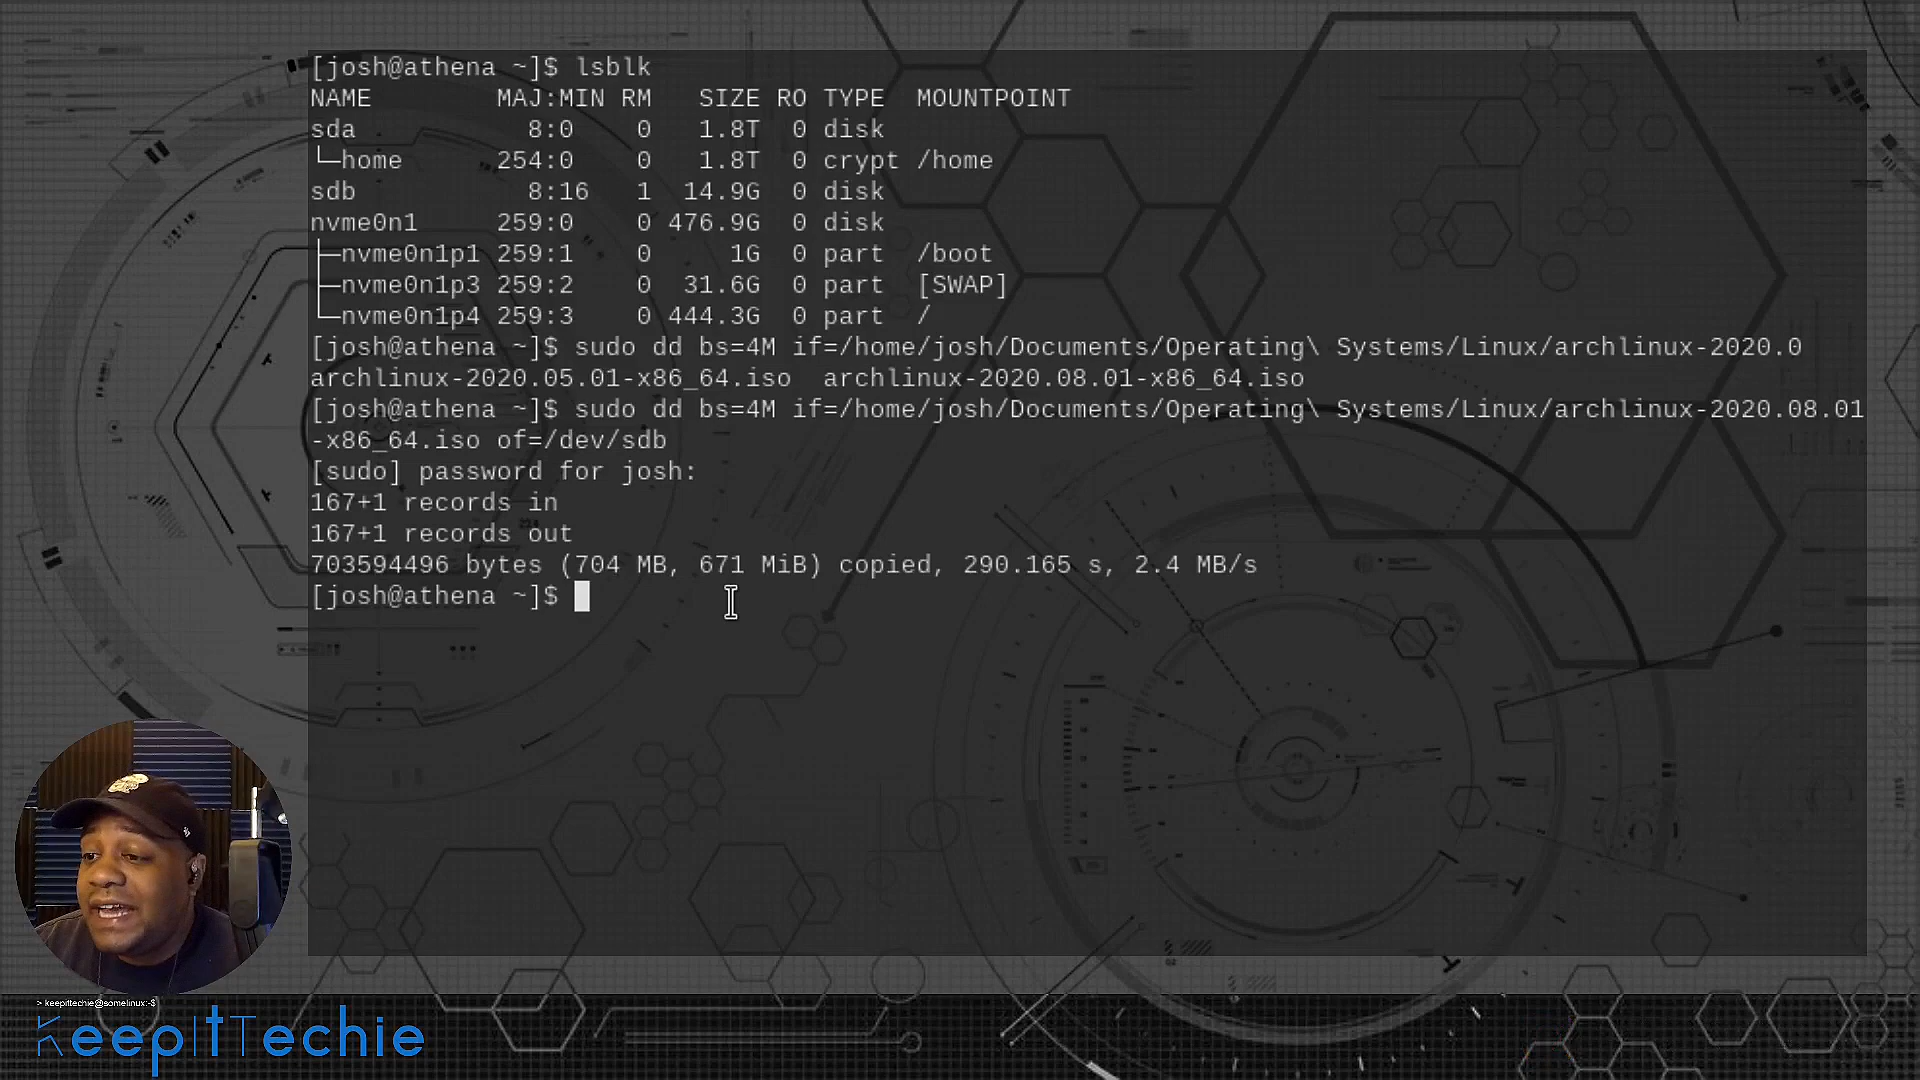 [josh@athena ~]$ lsblk
NAME        MAJ:MIN RM   SIZE RO TYPE  MOUNTPOINT
sda           8:0    0   1.8T  0 disk
└─home      254:0    0   1.8T  0 crypt /home
sdb           8:16   1  14.9G  0 disk
nvme0n1     259:0    0 476.9G  0 disk
├─nvme0n1p1 259:1    0     1G  0 part  /boot
├─nvme0n1p3 259:2    0  31.6G  0 part  [SWAP]
└─nvme0n1p4 259:3    0 444.3G  0 part  /
[josh@athena ~]$ sudo dd bs=4M if=/home/josh/Documents/Operating\ Systems/Linux/archlinux-2020.0
archlinux-2020.05.01-x86_64.iso  archlinux-2020.08.01-x86_64.iso
[josh@athena ~]$ sudo dd bs=4M if=/home/josh/Documents/Operating\ Systems/Linux/archlinux-2020.08.01
-x86_64.iso of=/dev/sdb
[sudo] password for josh:
167+1 records in
167+1 records out
703594496 bytes (704 MB, 671 MiB) copied, 290.165 s, 2.4 MB/s
[josh@athena ~]$
> keepittechie@somelinux:~$
KeepItTechie